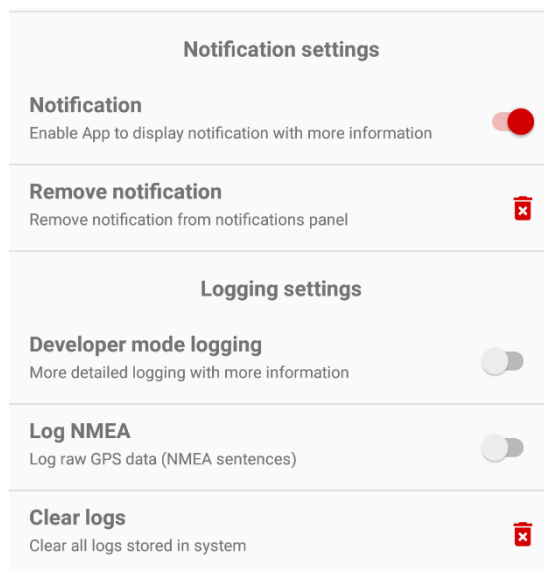 Notification settings
Notification
Enable App to display notification with more information
Remove notification
Remove notification from notifications panel
Logging settings
Developer mode logging
More detailed logging with more information
Log NMEA
Log raw GPS data (NMEA sentences)
Clear logs
Clear all logs stored in system